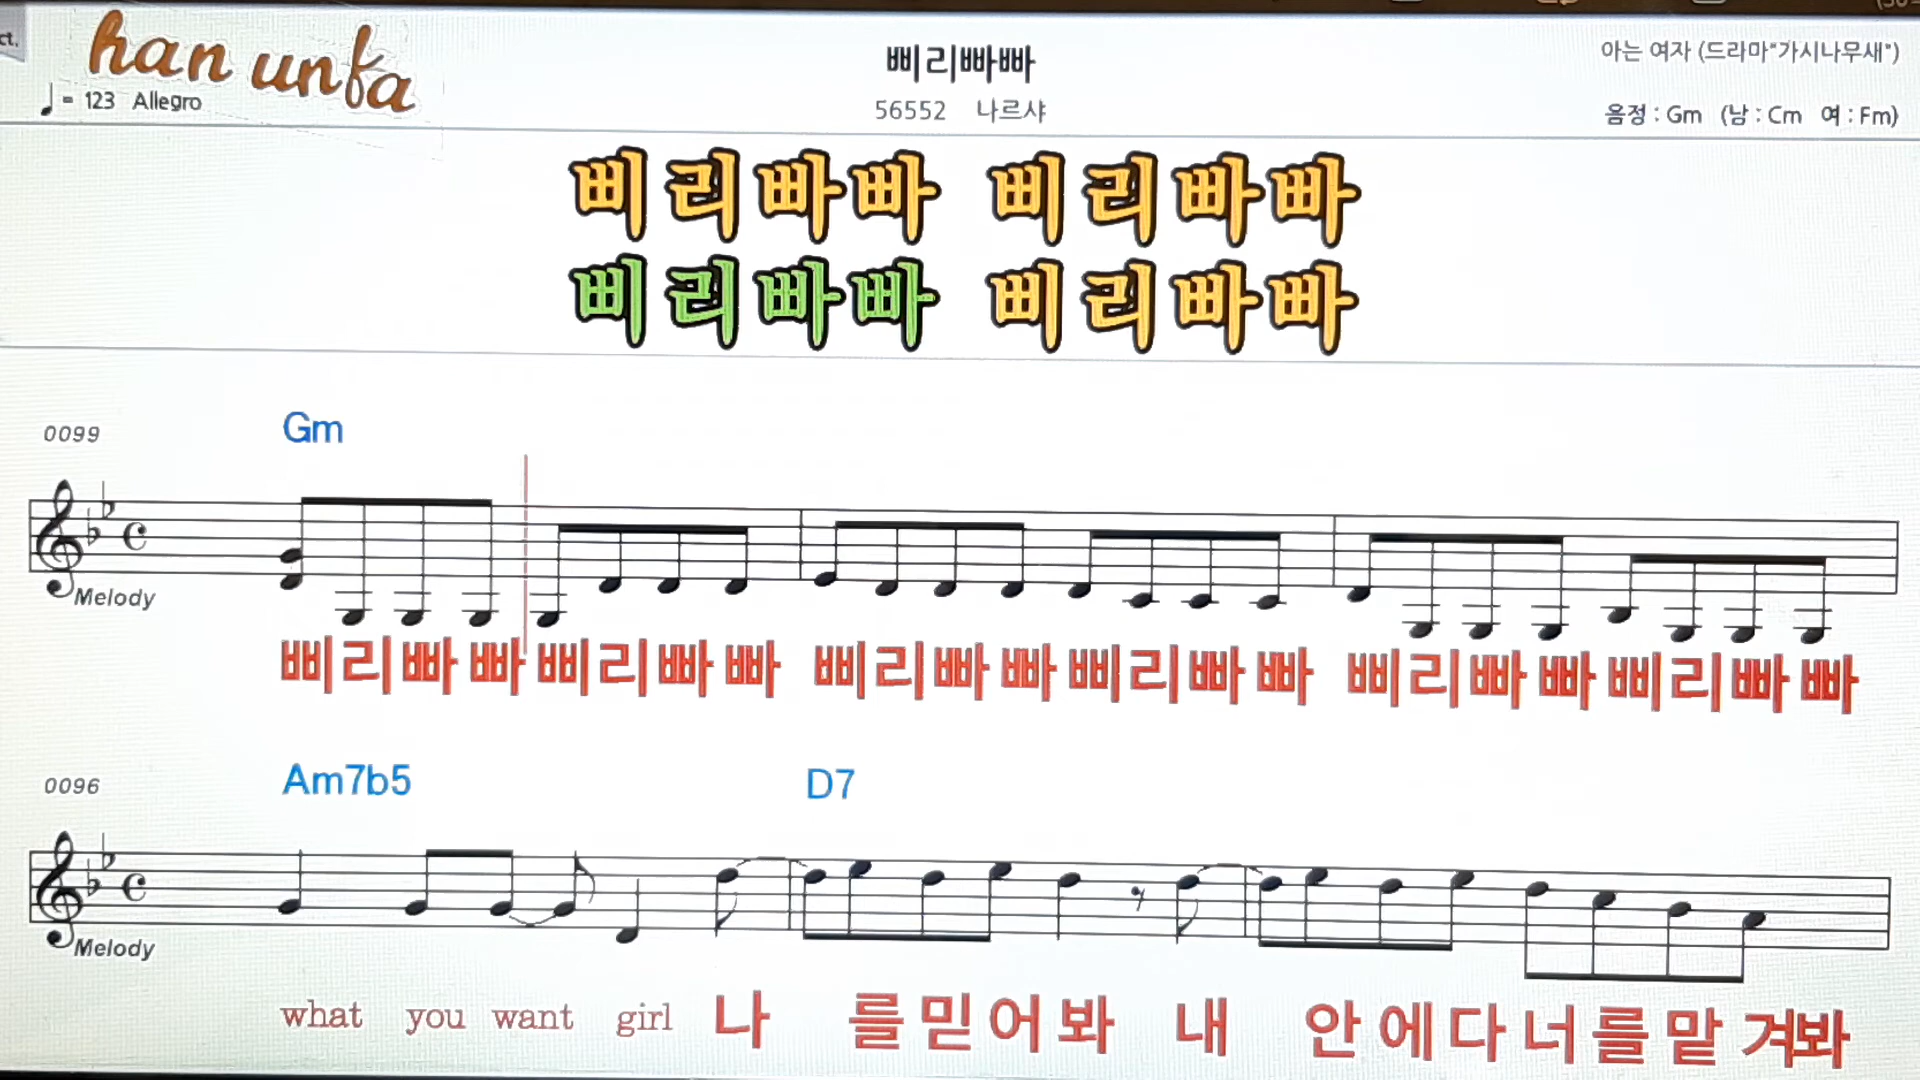 ct.
han unfa
삐리빠빠
아는 여자 (드라마"가시나무새")
♩ = 123 Allegro
56552 나르샤
음정 : Gm (남 : Cm 여 : Fm)
삐리빠빠 삐리빠빠
삐리빠빠 삐리빠빠
0099
Gm
Melody
삐리빠빠삐리빠빠 삐리빠빠삐리빠빠 삐리빠빠삐리빠빠
0096
Am7b5 D7
Melody
what you want girl 나 를믿어봐 내 안에다너를맡겨봐